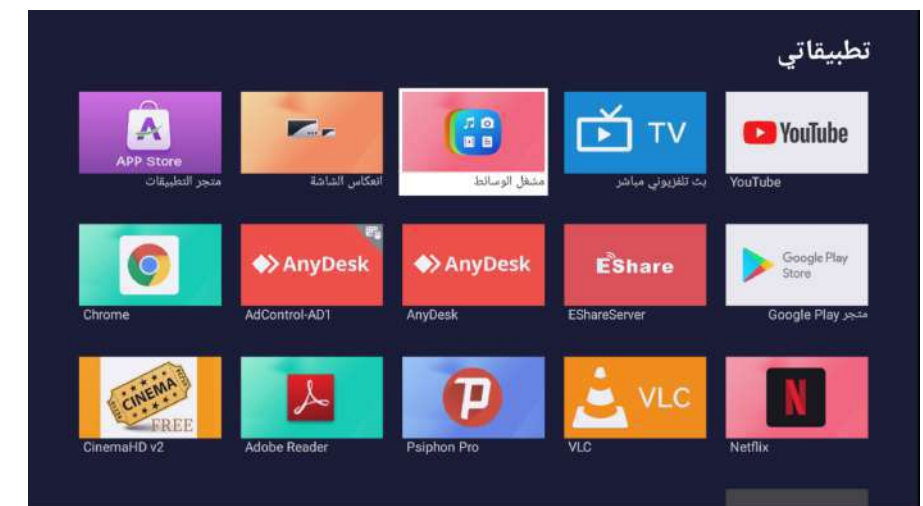 تطبيقاتي
YouTube
YouTube
TV
بث تلفزيوني مباشر
مشغل الوسائط
انعكاس الشاشة
APP Store
متجر التطبيقات
Google Play
Store
متجر Google Play
EShare
EShareServer
AnyDesk
AnyDesk
AnyDesk
AdControl-AD1
Chrome
N
Netflix
VLC
VLC
P
Psiphon Pro
Adobe Reader
CINEMA
FREE
CinemaHD v2